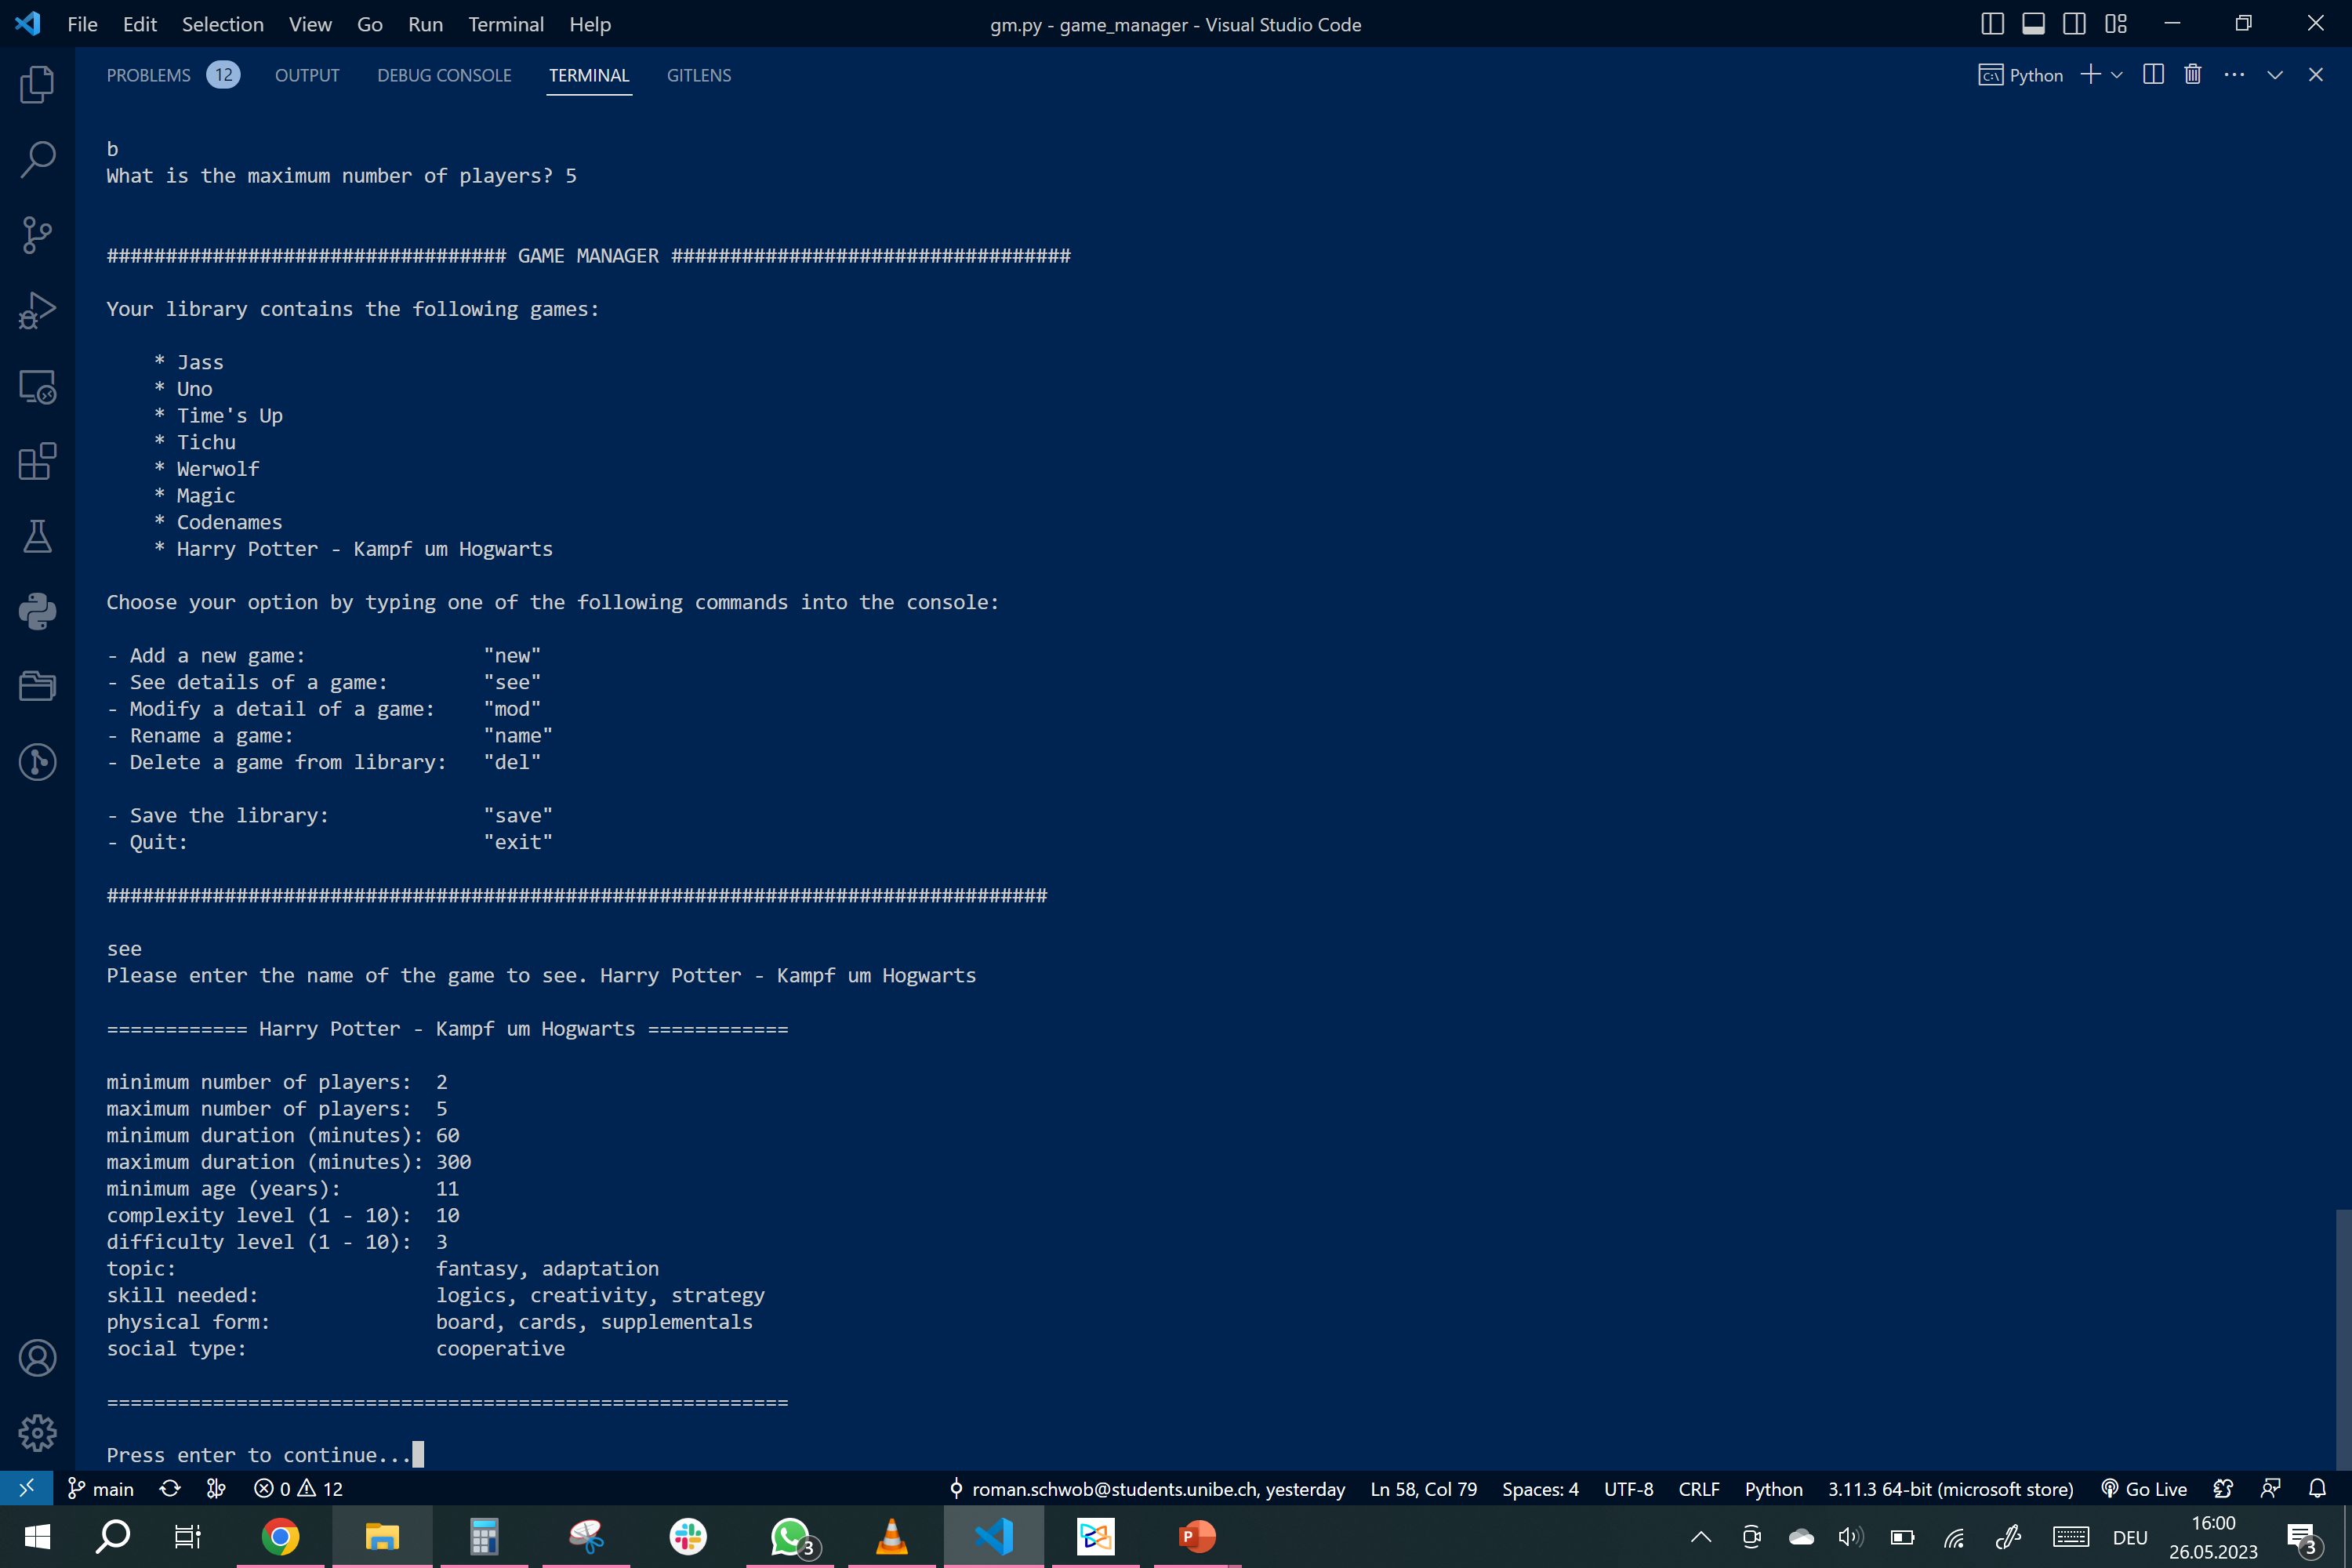 File Edit Selection View Go Run Terminal Help
gm.py - game_manager - Visual Studio Code
PROBLEMS 12 OUTPUT DEBUG CONSOLE TERMINAL GITLENS
Python
b
What is the maximum number of players? 5
################################## GAME MANAGER ##################################
Your library contains the following games:
* Jass
* Uno
* Time's Up
* Tichu
* Werwolf
* Magic
* Codenames
* Harry Potter - Kampf um Hogwarts
Choose your option by typing one of the following commands into the console:
- Add a new game: "new"
- See details of a game: "see"
- Modify a detail of a game: "mod"
- Rename a game: "name"
- Delete a game from library: "del"
- Save the library: "save"
- Quit: "exit"
################################################################################
see
Please enter the name of the game to see. Harry Potter - Kampf um Hogwarts
============ Harry Potter - Kampf um Hogwarts ============
minimum number of players: 2
maximum number of players: 5
minimum duration (minutes): 60
maximum duration (minutes): 300
minimum age (years): 11
complexity level (1 - 10): 10
difficulty level (1 - 10): 3
topic: fantasy, adaptation
skill needed: logics, creativity, strategy
physical form: board, cards, supplementals
social type: cooperative
==========================================================
Press enter to continue...
main 0 12 roman.schwob@students.unibe.ch, yesterday Ln 58, Col 79 Spaces: 4 UTF-8 CRLF Python 3.11.3 64-bit (microsoft store) Go Live
3 P DEU 16:00 3
26.05.2023